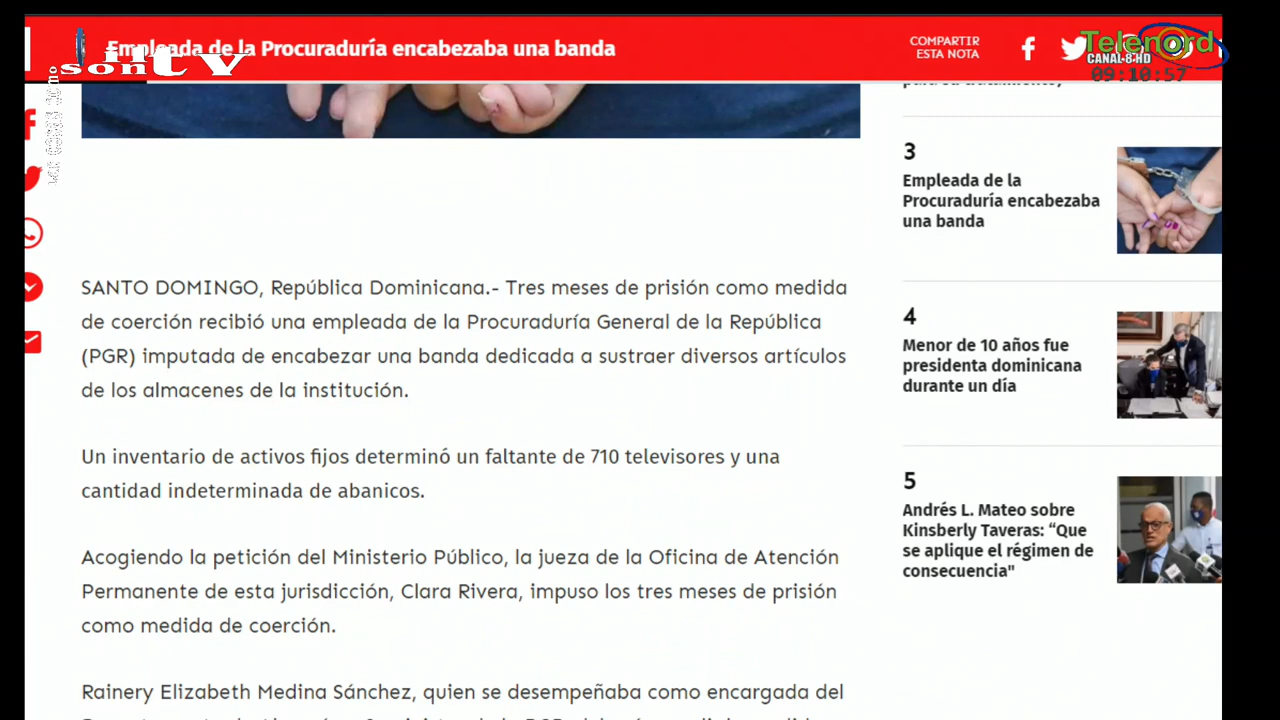 Empleada de la Procuraduría encabezaba una banda
son tv
COMPARTIR
ESTA NOTA
Telenord
CANAL 8 HD
09:10:57
3
Empleada de la
Procuraduría encabezaba
una banda
4
Menor de 10 años fue
presidenta dominicana
durante un día
5
Andrés L. Mateo sobre
Kinsberly Taveras: “Que
se aplique el régimen de
consecuencia"
SANTO DOMINGO, República Dominicana.- Tres meses de prisión como medida
de coerción recibió una empleada de la Procuraduría General de la República
(PGR) imputada de encabezar una banda dedicada a sustraer diversos artículos
de los almacenes de la institución.
Un inventario de activos fijos determinó un faltante de 710 televisores y una
cantidad indeterminada de abanicos.
Acogiendo la petición del Ministerio Público, la jueza de la Oficina de Atención
Permanente de esta jurisdicción, Clara Rivera, impuso los tres meses de prisión
como medida de coerción.
Rainery Elizabeth Medina Sánchez, quien se desempeñaba como encargada del